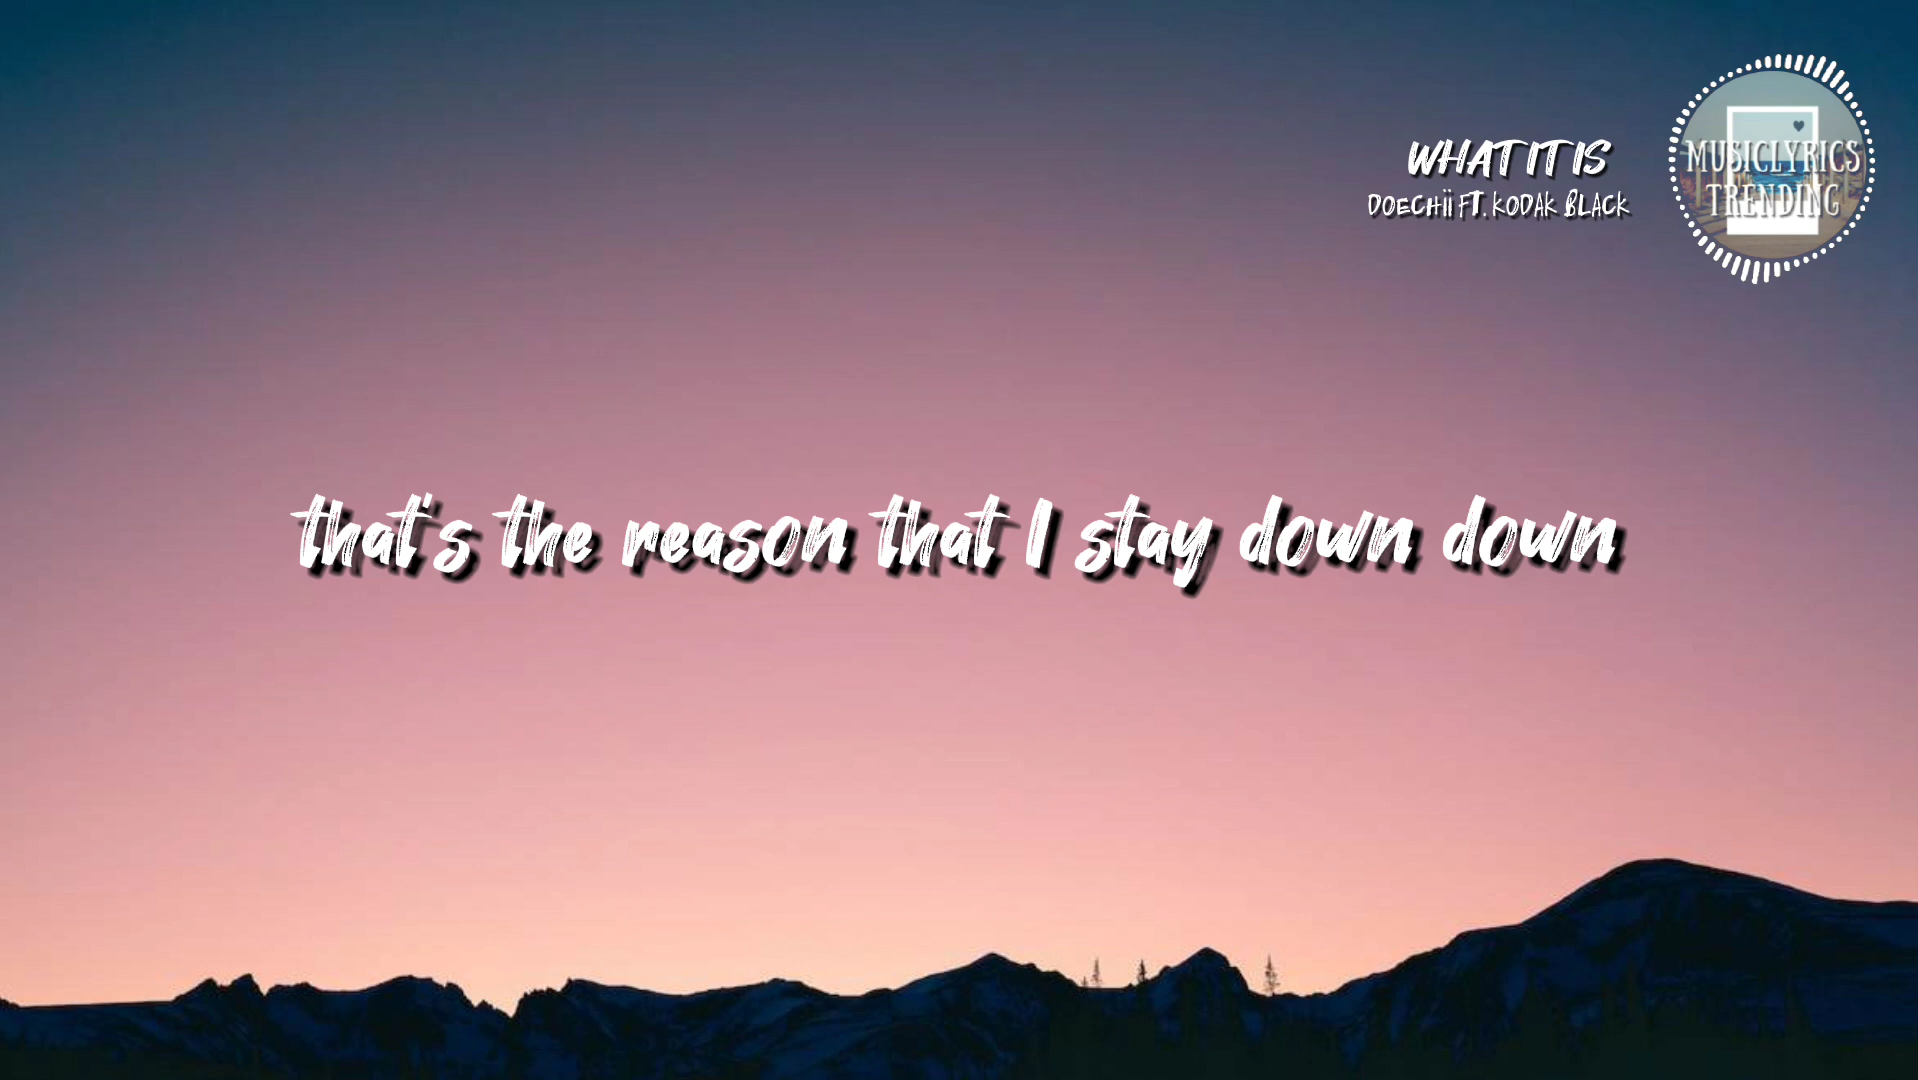 WHAT IT IS
DOECHII FT. KODAK BLACK
MUSICLYRICS
TRENDING
that's the reason that I stay down down